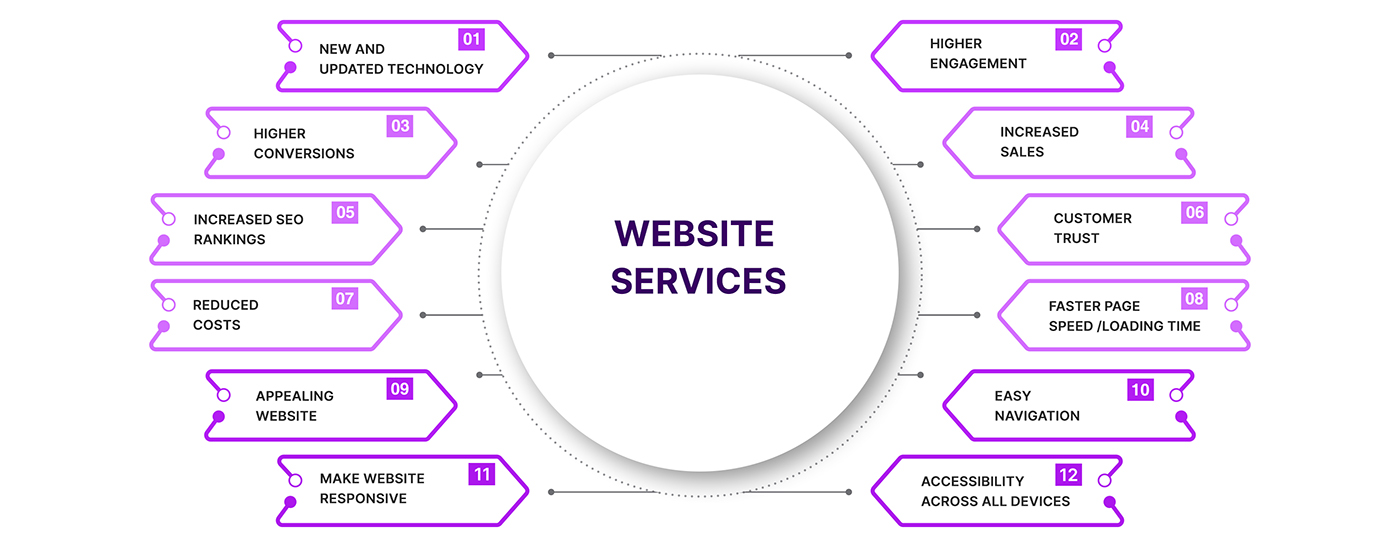 01
NEW AND
UPDATED TECHNOLOGY
02
HIGHER
ENGAGEMENT
03
HIGHER
CONVERSIONS
04
INCREASED
SALES
05
INCREASED SEO
RANKINGS
06
CUSTOMER
TRUST
WEBSITE
SERVICES
07
REDUCED
COSTS
08
FASTER PAGE
SPEED /LOADING TIME
09
APPEALING
WEBSITE
10
EASY
NAVIGATION
11
MAKE WEBSITE
RESPONSIVE
12
ACCESSIBILITY
ACROSS ALL DEVICES